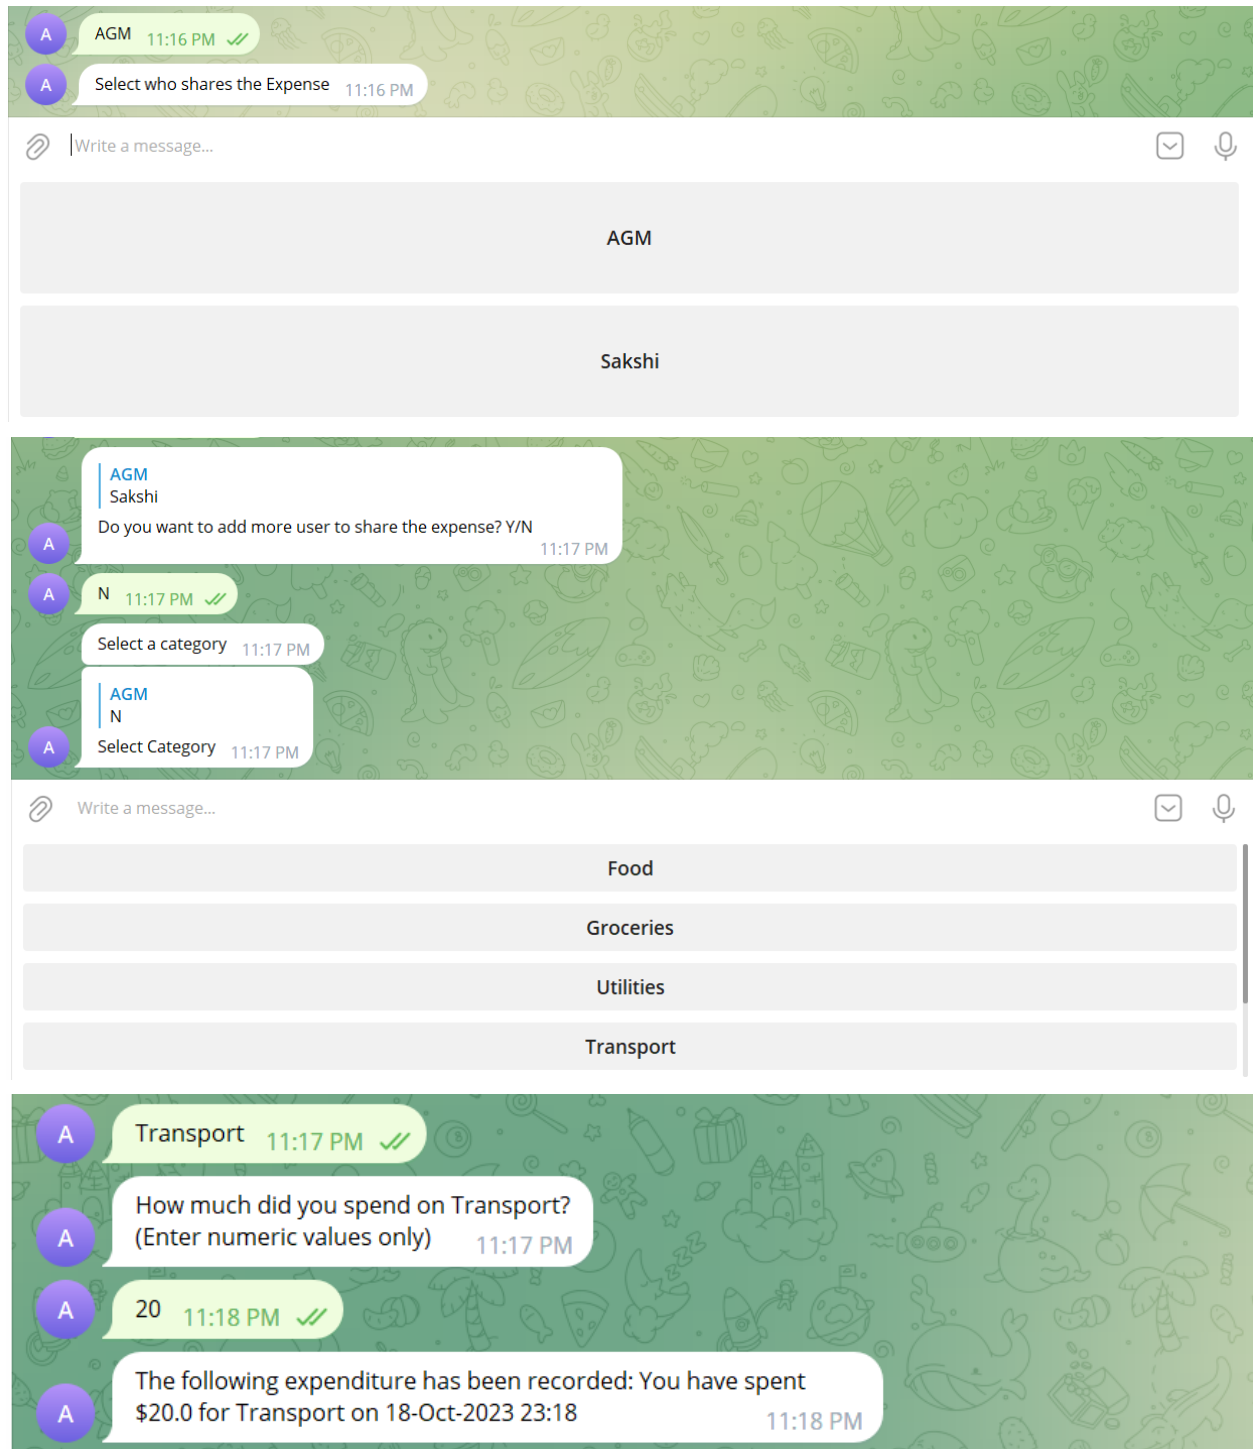 A
AGM 11:16 PM
A
Select who shares the Expense 11:16 PM
Write a message...
AGM
Sakshi
AGM
Sakshi
Do you want to add more user to share the expense? Y/N
11:17 PM
A
A
N 11:17 PM
Select a category 11:17 PM
AGM
N
A
Select Category 11:17 PM
Write a message...
Food
Groceries
Utilities
Transport
A
Transport 11:17 PM
How much did you spend on Transport?
A
(Enter numeric values only) 11:17 PM
A
20 11:18 PM
The following expenditure has been recorded: You have spent
A
$20.0 for Transport on 18-Oct-2023 23:18 11:18 PM